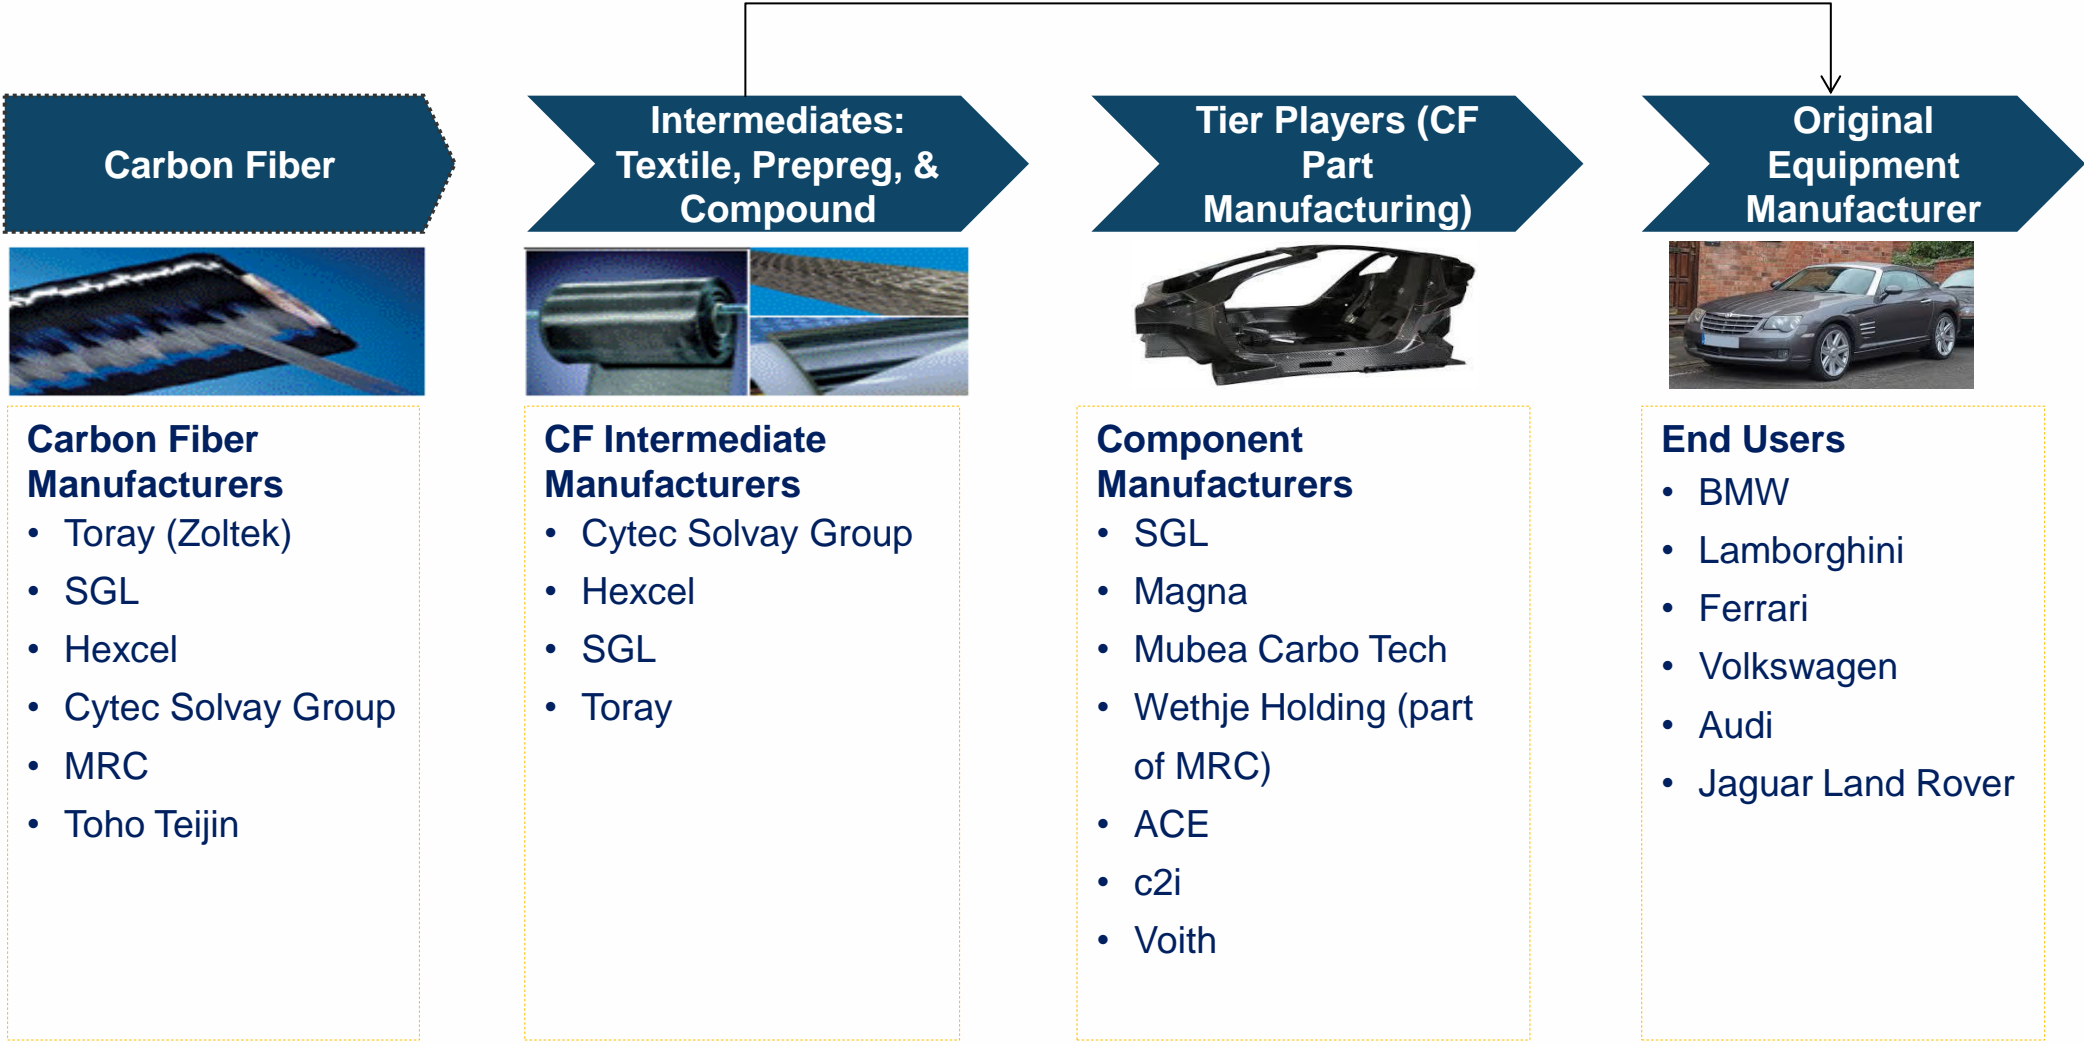 Carbon Fiber
Intermediates:
Textile, Prepreg, &
Compound
Tier Players (CF
Part
Manufacturing)
Original
Equipment
Manufacturer
Carbon Fiber
Manufacturers
• Toray (Zoltek)
• SGL
• Hexcel
• Cytec Solvay Group
• MRC
• Toho Teijin
CF Intermediate
Manufacturers
• Cytec Solvay Group
• Hexcel
• SGL
• Toray
Component
Manufacturers
• SGL
• Magna
• Mubea Carbo Tech
• Wethje Holding (part
of MRC)
• ACE
• c2i
• Voith
End Users
• BMW
• Lamborghini
• Ferrari
• Volkswagen
• Audi
• Jaguar Land Rover